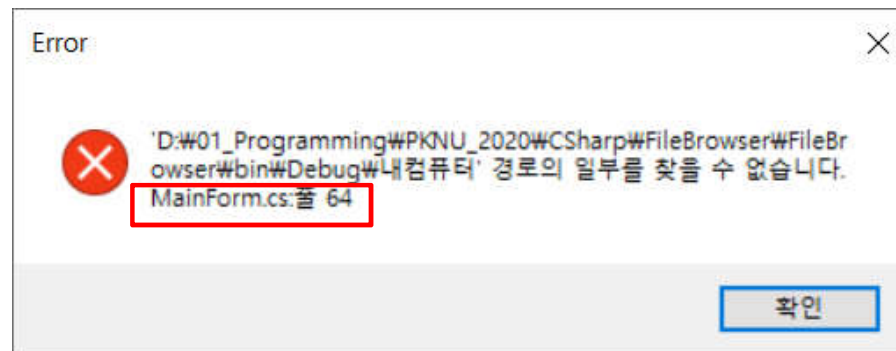 Error
'D:₩01_Programming₩PKNU_2020₩CSharp₩FileBrowser₩FileBr
owser₩bin₩Debug₩내컴퓨터' 경로의 일부를 찾을 수 없습니다.
MainForm.cs:줄 64
확인